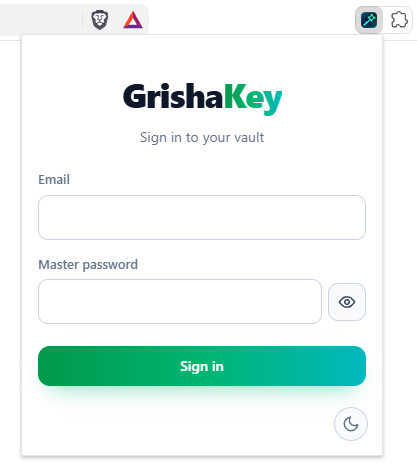 GrishaKey
Sign in to your vault
Email
Master password
Sign in